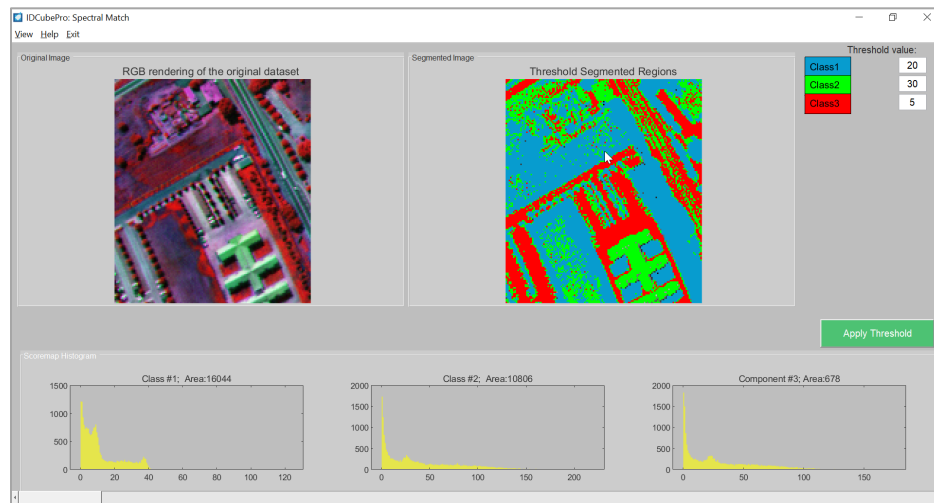 IDCubePro: Spectral Match
View Help Exit
Original Image
RGB rendering of the original dataset
Segmented Image
Threshold Segmented Regions
Threshold value:
Class1 20
Class2 30
Class3 5
Apply Threshold
Scoremap Histogram
Class #1; Area:16044
1500
1000
500
0
0 20 40 60 80 100 120
Class #2; Area:10806
2000
1500
1000
500
0
0 50 100 150 200
Component #3; Area:678
2000
1500
1000
500
0
0 50 100 150